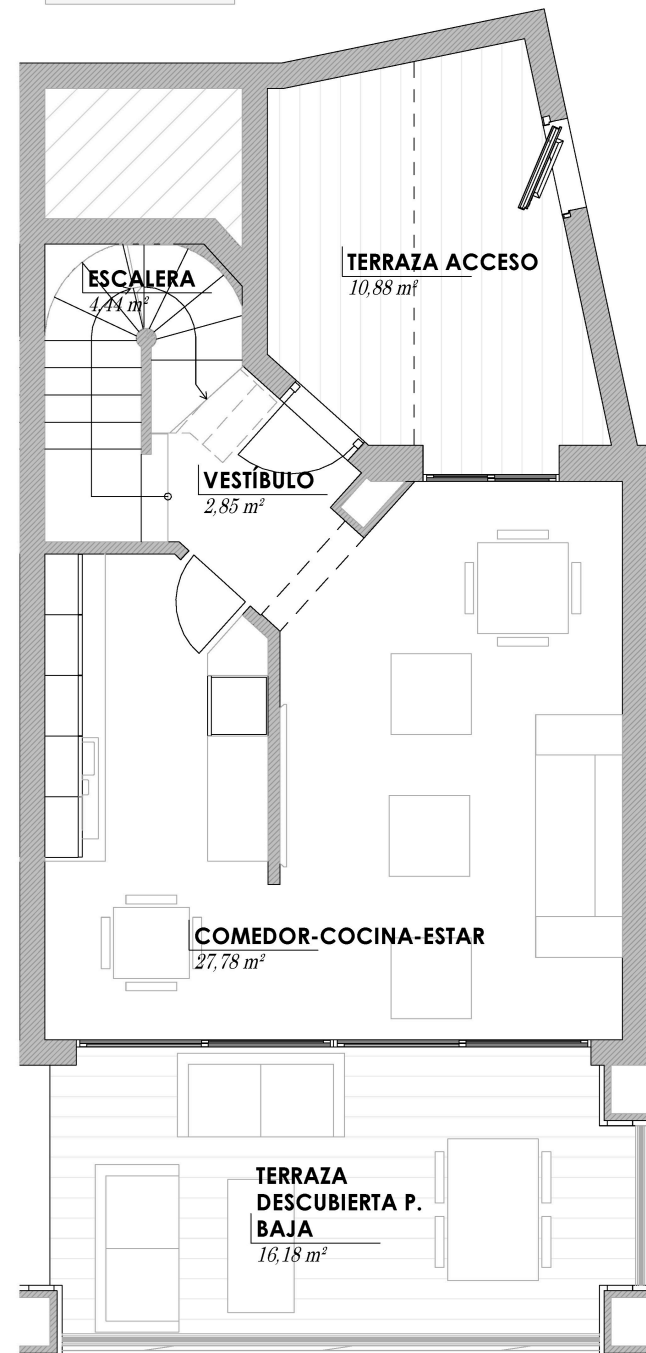 TERRAZA ACCESO
10,88 m²
ESCALERA
4,44 m²
VESTÍBULO
2,85 m²
COMEDOR-COCINA-ESTAR
27,78 m²
TERRAZA
DESCUBIERTA P.
BAJA
16,18 m²